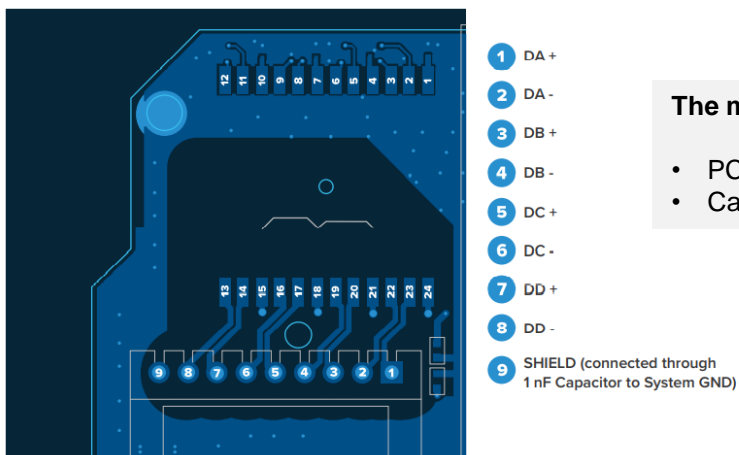 12 11 10 9 8 7 6 5 4 3 2 1
13 14 15 16 17 18 19 20 21 22 23 24
9 8 7 6 5 4 3 2 1
1 DA +
2 DA -
3 DB +
4 DB -
5 DC +
6 DC -
7 DD +
8 DD -
9 SHIELD (connected through
1 nF Capacitor to System GND)
The m
• PC
• Ca